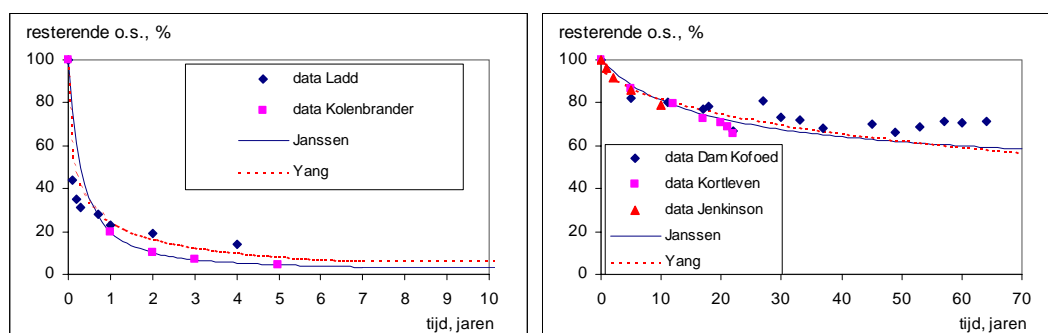 resterende o.s., %
100
80
60
40
20
0
data Ladd
data Kolenbrander
Janssen
Yang
0 1 2 3 4 5 6 7 8 9 10
tijd, jaren
resterende o.s., %
100
80
60
40
20
0
data Dam Kofoed
data Kortleven
data Jenkinson
Janssen
Yang
0 10 20 30 40 50 60 70
tijd, jaren